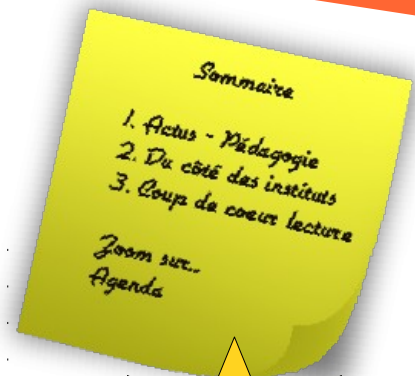 Sommaire
1. Actus - Pédagogie
2. Du côté des instituts
3. Coup de coeur lecture
Zoom sur...
Agenda